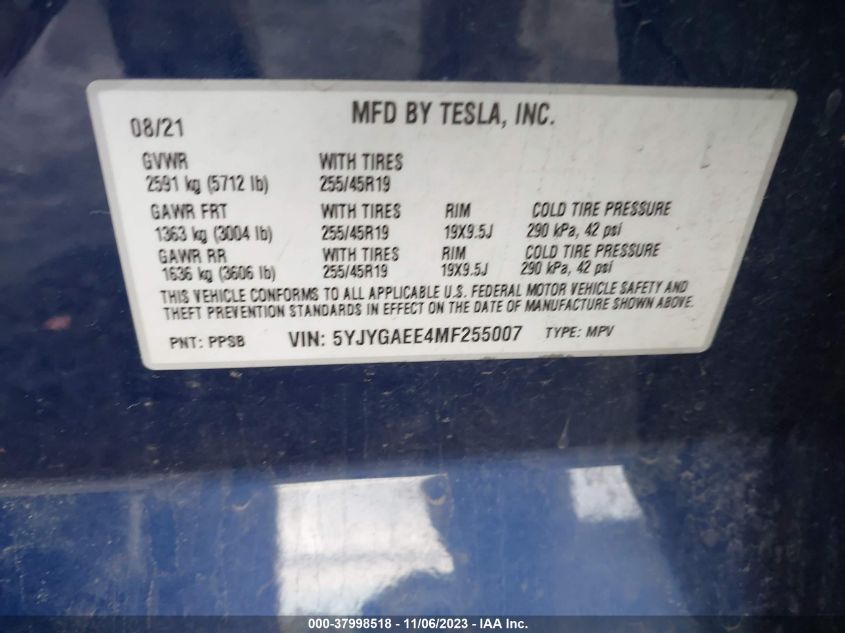 MFD BY TESLA, INC.
08/21
GVWR WITH TIRES
2591 kg (5712 lb) 255/45R19
GAWR FRT WITH TIRES RIM COLD TIRE PRESSURE
1363 kg (3004 lb) 255/45R19 19X9.5J 290 kPa, 42 psi
GAWR RR WITH TIRES RIM COLD TIRE PRESSURE
1636 kg (3606 lb) 255/45R19 19X9.5J 290 kPa, 42 psi
THIS VEHICLE CONFORMS TO ALL APPLICABLE U.S. FEDERAL MOTOR VEHICLE SAFETY AND
THEFT PREVENTION STANDARDS IN EFFECT ON THE DATE OF MANUFACTURE SHOWN ABOVE.
PNT: PPSB VIN: 5YJYGAEE4MF255007 TYPE: MPV
000-37998518 - 11/06/2023 - IAA Inc.